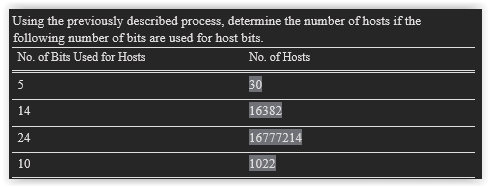 Using the previously described process, determine the number of hosts if the
following number of bits are used for host bits.
No. of Bits Used for Hosts No. of Hosts
5 30
14 16382
24 16777214
10 1022